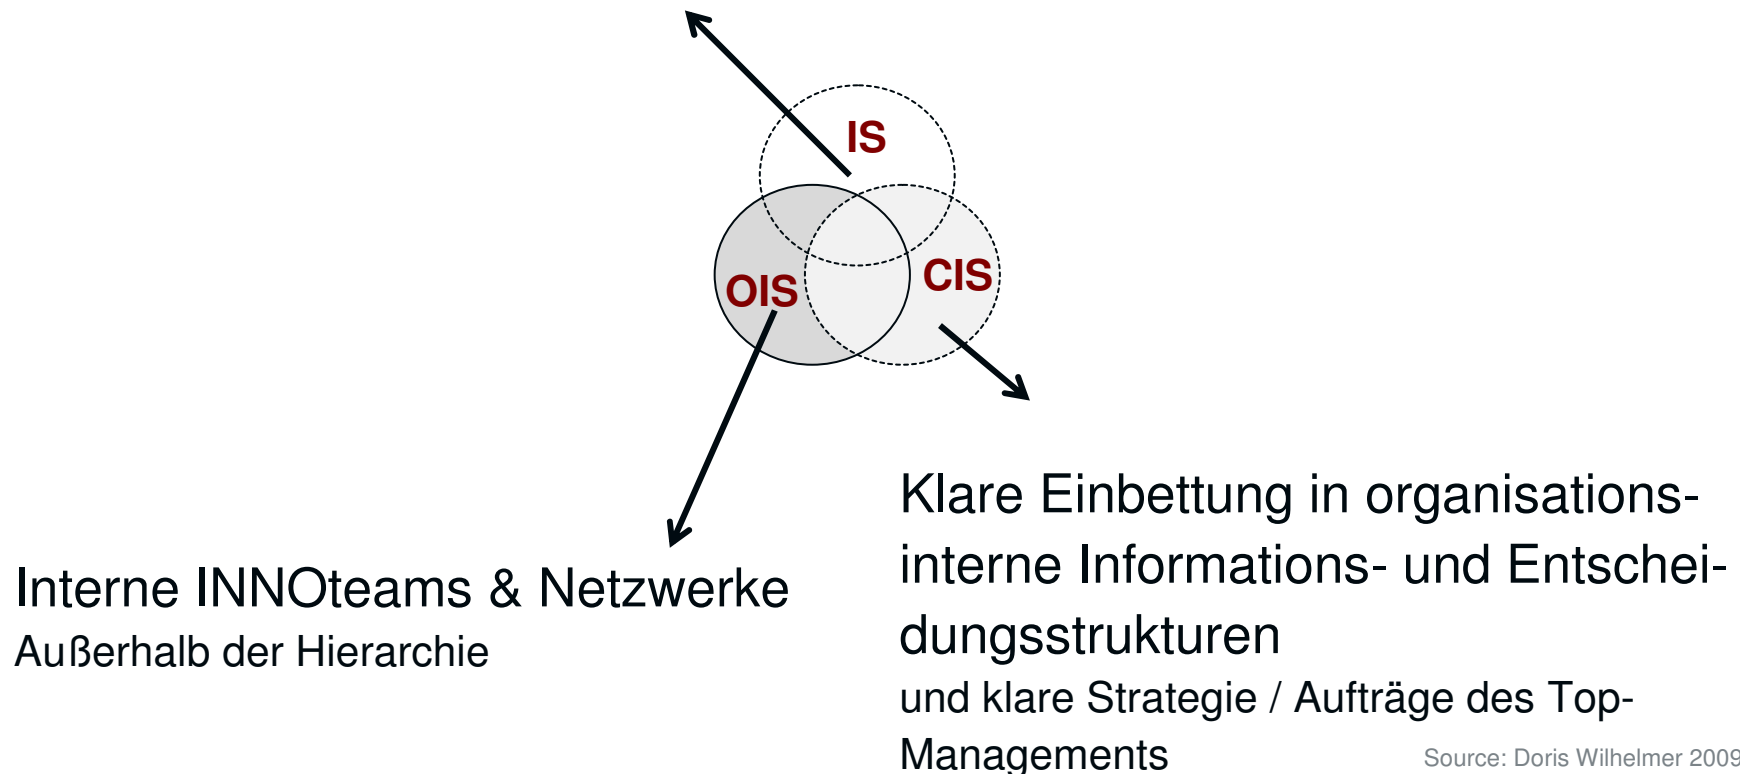 IS
OIS
CIS
Interne INNOteams & Netzwerke
Außerhalb der Hierarchie
Klare Einbettung in organisations-
interne Informations- und Entschei-
dungsstrukturen
und klare Strategie / Aufträge des Top-
Managements
Source: Doris Wilhelmer 2009